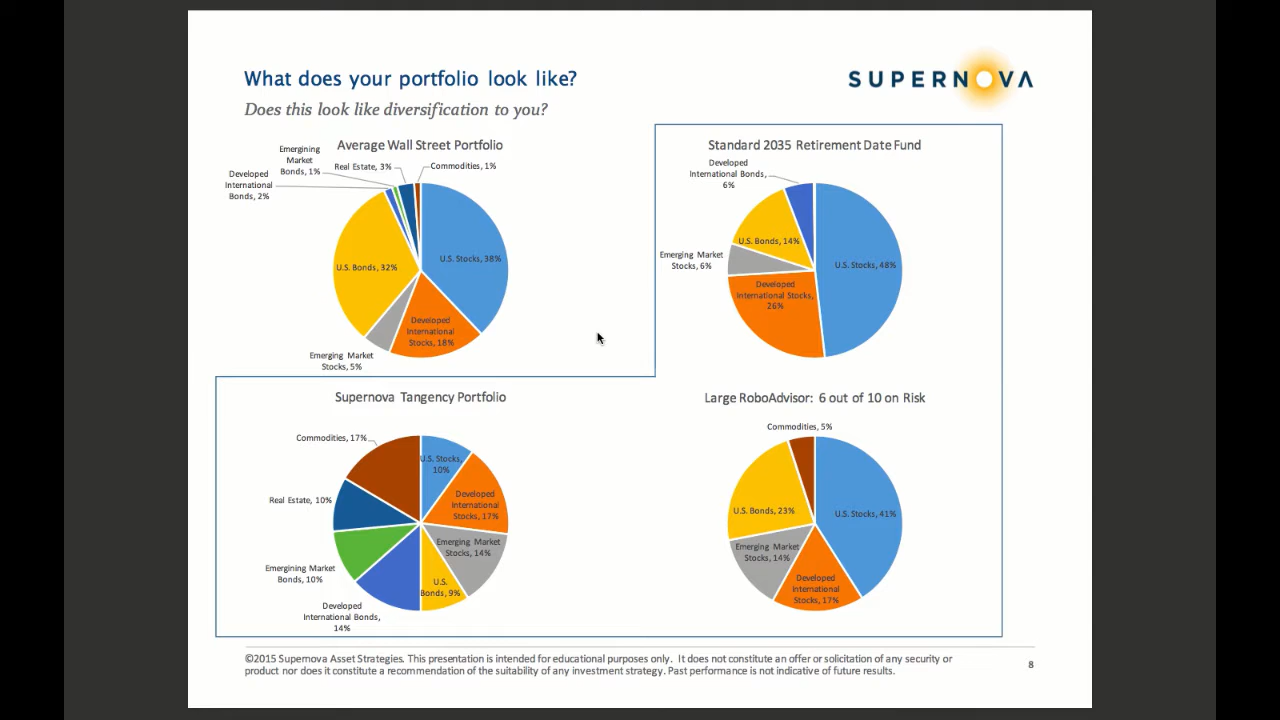 What does your portfolio look like?
SUPERNOVA
Does this look like diversification to you?
Average Wall Street Portfolio
Emergining
Market
Bonds, 1%
Real Estate, 3%
Commodities, 1%
Developed
International
Bonds, 2%
U.S. Bonds, 32%
U.S. Stocks, 38%
Developed
International
Stocks, 18%
Emerging Market
Stocks, 5%
Standard 2035 Retirement Date Fund
Developed
International Bonds,
6%
U.S. Bonds, 14%
Emerging Market
Stocks, 6%
U.S. Stocks, 48%
Developed
International Stocks,
26%
Supernova Tangency Portfolio
Commodities, 17%
U.S. Stocks,
10%
Real Estate, 10%
Developed
International
Stocks, 17%
Emerging Market
Stocks, 14%
Emergining Market
Bonds, 10%
U.S.
Bonds, 9%
Developed
International Bonds,
14%
Large RoboAdvisor: 6 out of 10 on Risk
Commodities, 5%
U.S. Bonds, 23%
U.S. Stocks, 41%
Emerging Market
Stocks, 14%
Developed
International
Stocks, 17%
©2015 Supernova Asset Strategies. This presentation is intended for educational purposes only. It does not constitute an offer or solicitation of any security or
product nor does it constitute a recommendation of the suitability of any investment strategy. Past performance is not indicative of future results.
8